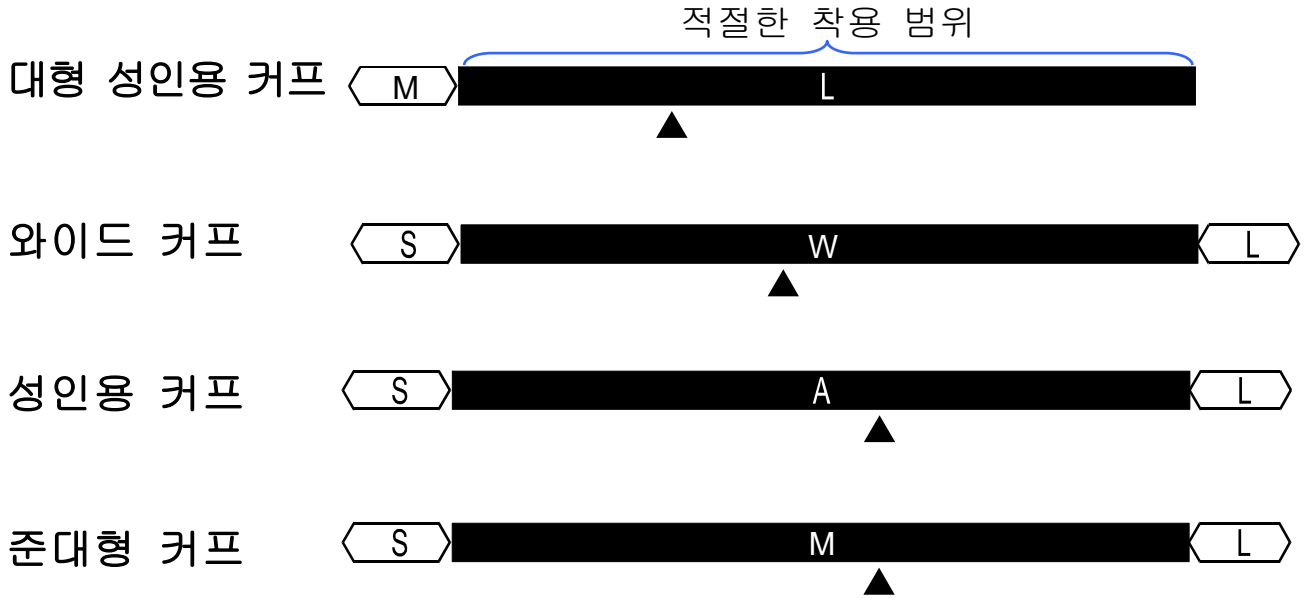 적절한 착용 범위
대형 성인용 커프 M L
와이드 커프 S W L
성인용 커프 S A L
준대형 커프 S M L